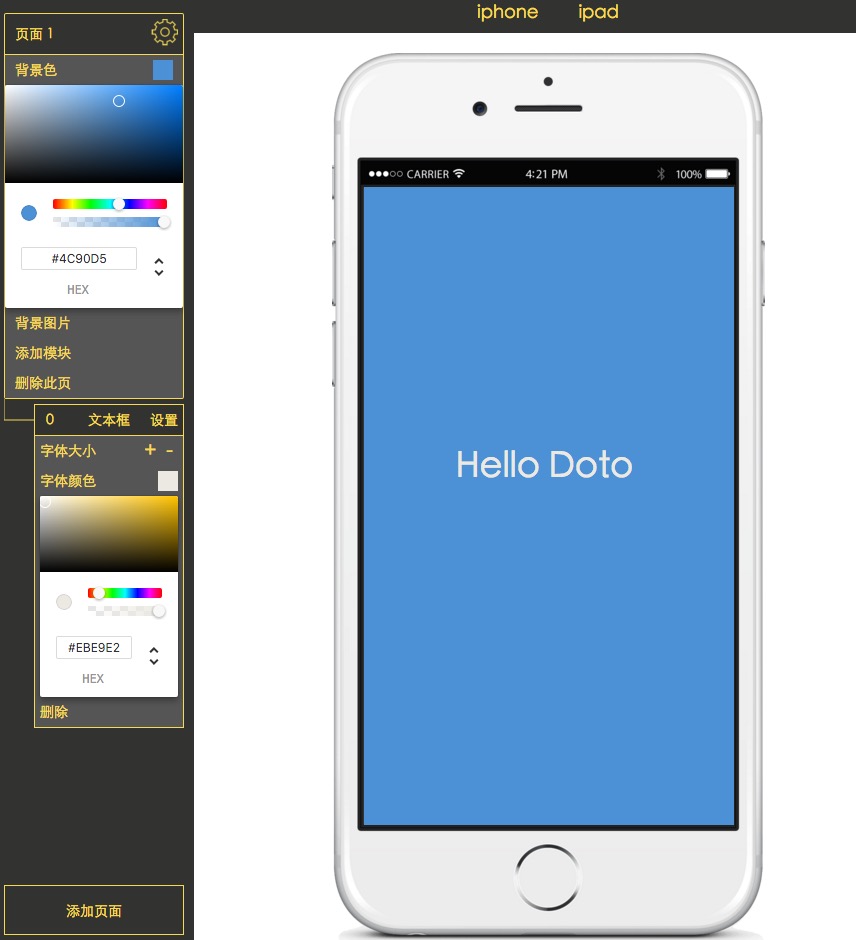 iphone ipad
页面 1
背景色
#4C90D5
HEX
背景图片
添加模块
删除此页
0 文本框 设置
字体大小 + -
字体颜色
#EBE9E2
HEX
删除
添加页面
CARRIER 4:21 PM 100%
Hello Doto